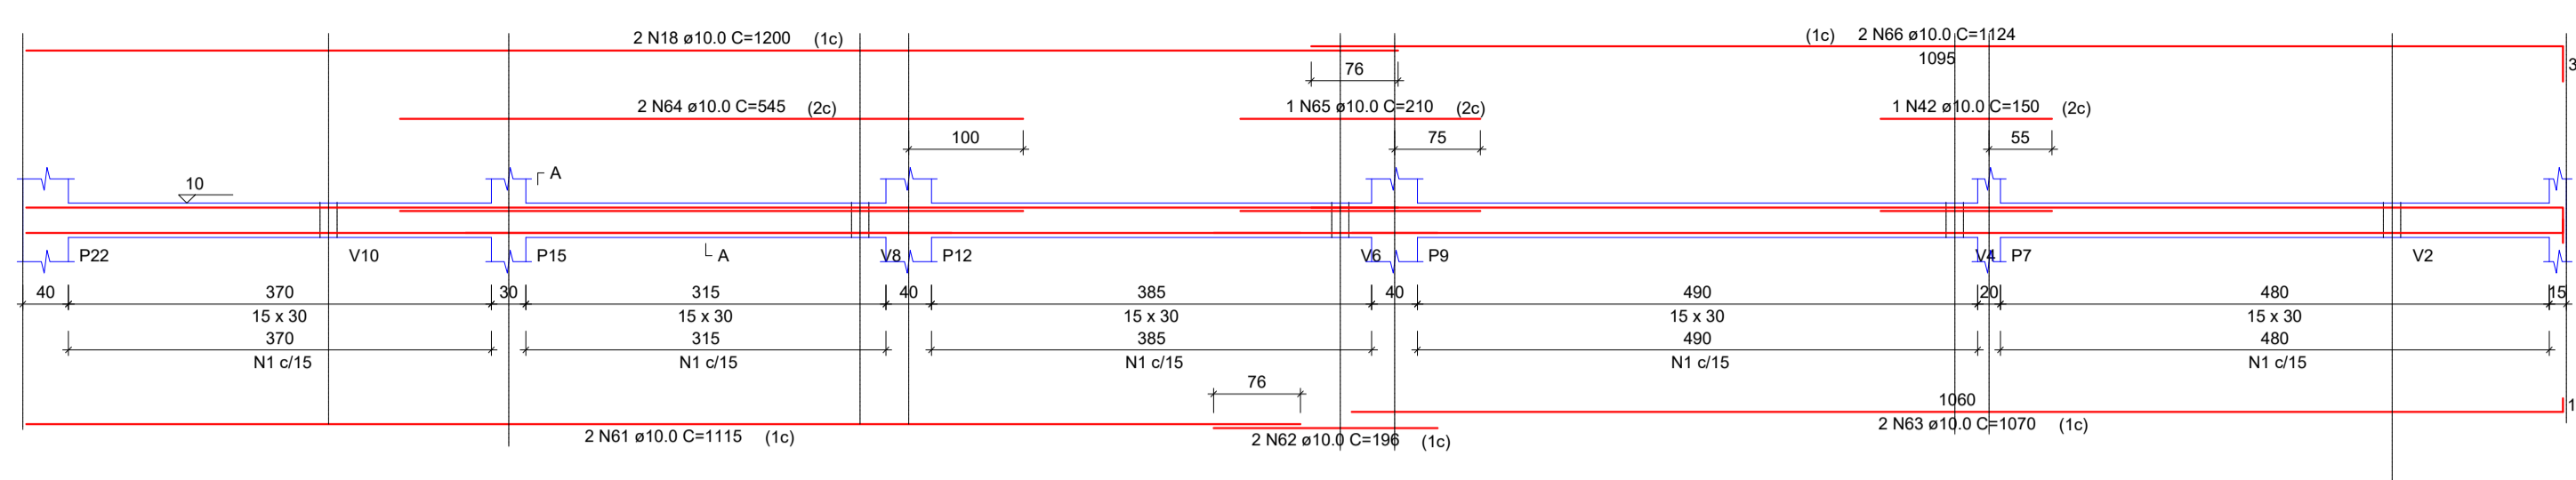 2 N18 ø10.0 C=1200 (1c)
(1c) 2 N66 ø10.0 C=1124
1095
3
76
2 N64 ø10.0 C=545 (2c)
1 N65 ø10.0 C=210 (2c)
1 N42 ø10.0 C=150 (2c)
100
75
55
A
10
P22
V10
P15
A
V8
P12
V6
P9
V4
P7
V2
40
370
30
315
40
385
40
490
20
480
15
15 x 30
15 x 30
15 x 30
15 x 30
15 x 30
370
315
385
490
480
N1 c/15
N1 c/15
N1 c/15
N1 c/15
N1 c/15
76
1060
1
2 N61 ø10.0 C=1115 (1c)
2 N62 ø10.0 C=196 (1c)
2 N63 ø10.0 C=1070 (1c)